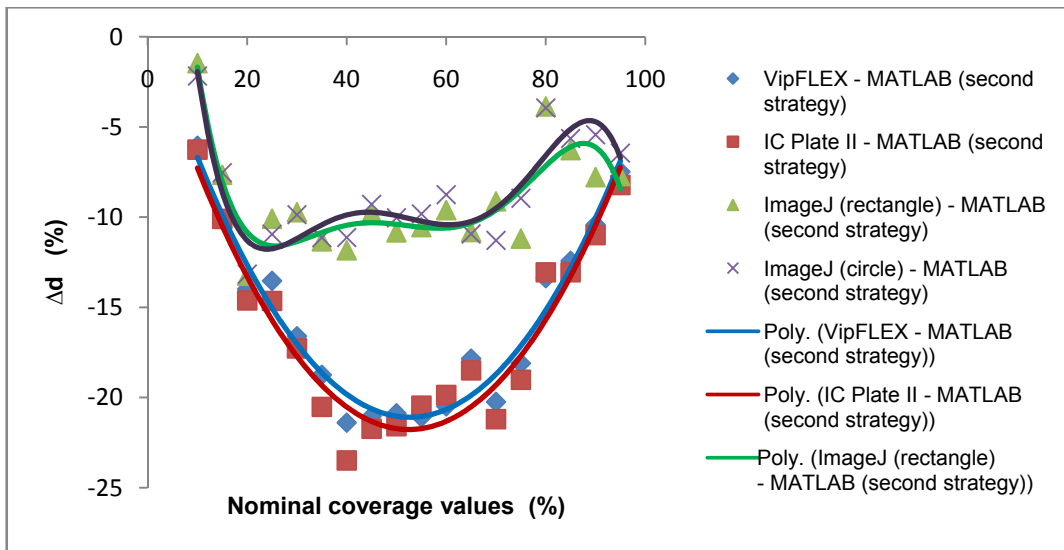 0
0
20
40
60
80
100
-5
-10
-15
-20
-25
Δd (%)
Nominal coverage values (%)
VipFLEX - MATLAB (second
strategy)
IC Plate II - MATLAB (second
strategy)
ImageJ (rectangle) - MATLAB
(second strategy)
ImageJ (circle) - MATLAB
(second strategy)
Poly. (VipFLEX - MATLAB
(second strategy))
Poly. (IC Plate II - MATLAB
(second strategy))
Poly. (ImageJ (rectangle)
- MATLAB (second strategy))